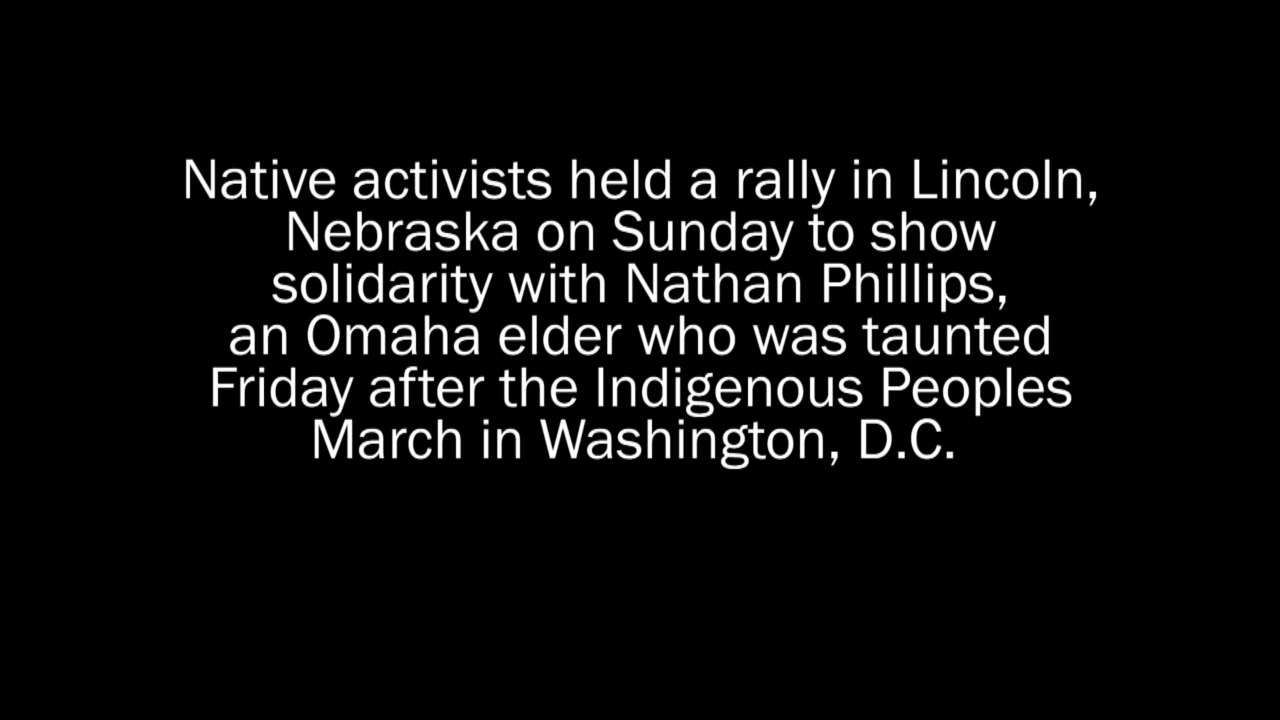 Native activists held a rally in Lincoln,
Nebraska on Sunday to show
solidarity with Nathan Phillips,
an Omaha elder who was taunted
Friday after the Indigenous Peoples
March in Washington, D.C.